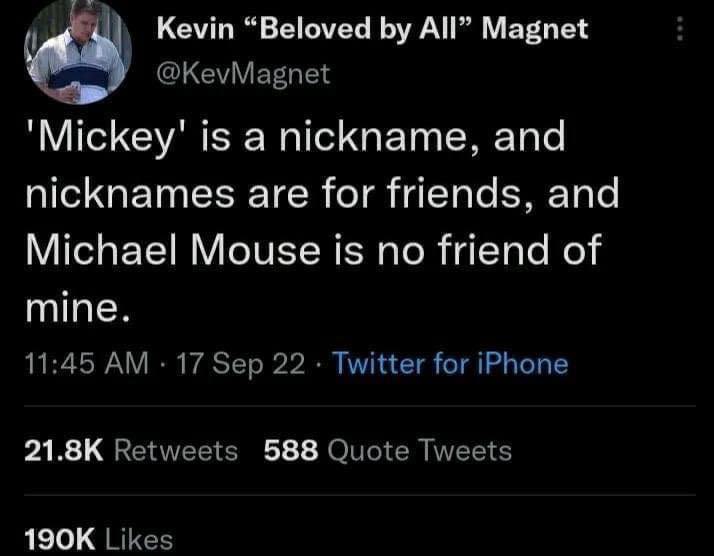 Kevin “Beloved by All” Magnet
@KevMagnet
'Mickey' is a nickname, and
nicknames are for friends, and
Michael Mouse is no friend of
mine.
11:45 AM · 17 Sep 22 · Twitter for iPhone
21.8K Retweets 588 Quote Tweets
190K Likes